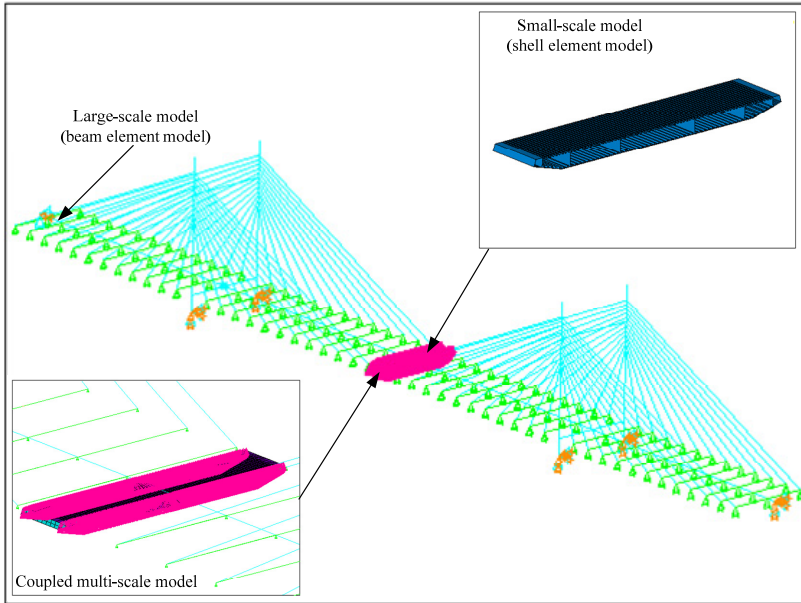 Small-scale model
(shell element model)
Large-scale model
(beam element model)
Coupled multi-scale model